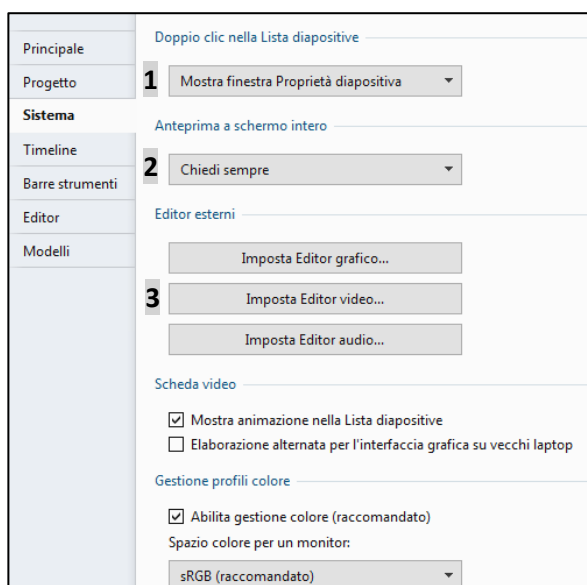 Principale
Progetto
Sistema
Timeline
Barre strumenti
Editor
Modelli
Doppio clic nella Lista diapositive
1 Mostra finestra Proprietà diapositiva
Anteprima a schermo intero
2 Chiedi sempre
Editor esterni
Imposta Editor grafico...
3 Imposta Editor video...
Imposta Editor audio...
Scheda video
Mostra animazione nella Lista diapositive
Elaborazione alternata per l'interfaccia grafica su vecchi laptop
Gestione profili colore
Abilita gestione colore (raccomandato)
Spazio colore per un monitor:
sRGB (raccomandato)